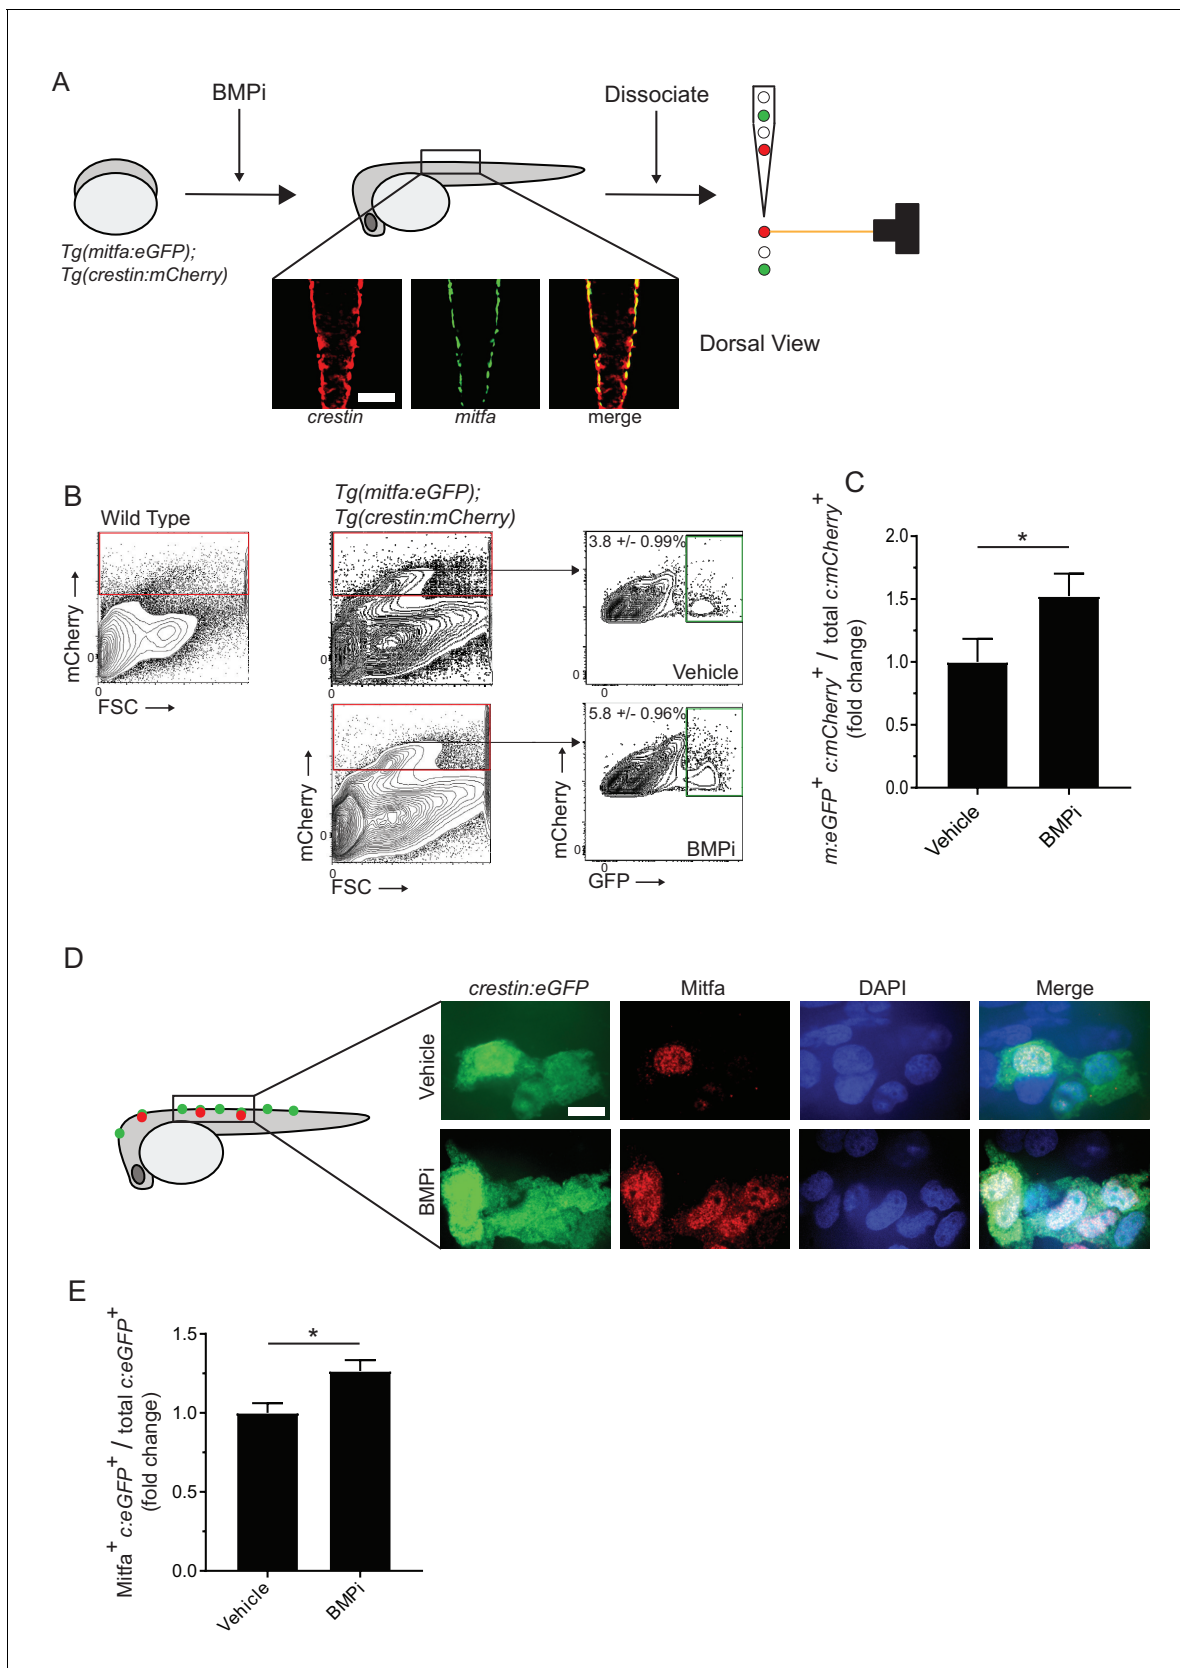 A
BMPi
Dissociate
Tg(mitfa:eGFP);
Tg(crestin:mCherry)
Dorsal View
crestin
mitfa
merge
B
Wild Type
mCherry
0
0
FSC
Tg(mitfa:eGFP);
Tg(crestin:mCherry)
0
0
3.8 +/- 0.99%
Vehicle
0
0
mCherry
0
0
FSC
5.8 +/- 0.96%
BMPi
mCherry
0
0
GFP
C
m:eGFP+ c:mCherry+ / total c:mCherry+
(fold change)
2.0
1.5
1.0
0.5
0.0
*
Vehicle
BMPi
D
crestin:eGFP
Mitfa
DAPI
Merge
Vehicle
BMPi
E
Mitfa+ c:eGFP+ / total c:eGFP+
(fold change)
1.5
1.0
0.5
0.0
*
Vehicle
BMPi